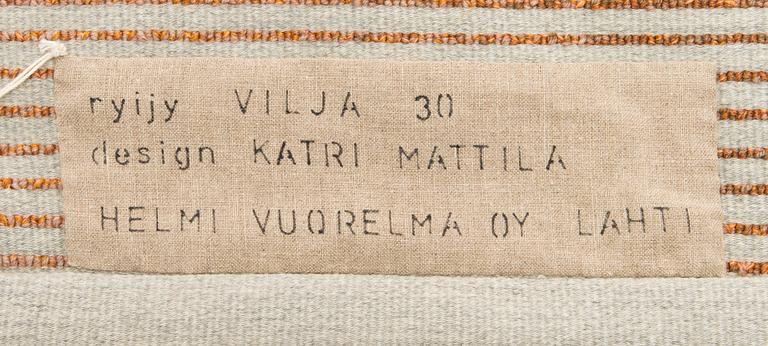 ryijy VILJA 30
design KATRI MATTILA
HELMI VUORELMA OY LAHTI